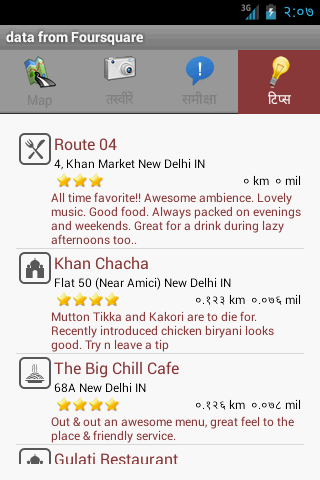 3G २:०७
data from Foursquare
Map तस्वीरें समीक्षा टिप्स
Route 04
4, Khan Market New Delhi IN
० km ० mil
All time favorite!! Awesome ambience. Lovely
music. Good food. Always packed on evenings
and weekends. Great for a drink during lazy
afternoons too..
Khan Chacha
Flat 50 (Near Amici) New Delhi IN
०.१२३ km ०.०७६ mil
Mutton Tikka and Kakori are to die for.
Recently introduced chicken biryani looks
good. Try n leave a tip
The Big Chill Cafe
68A New Delhi IN
०.१२६ km ०.०७८ mil
Out & out an awesome menu, great feel to the
place & friendly service.
Gulati Restaurant